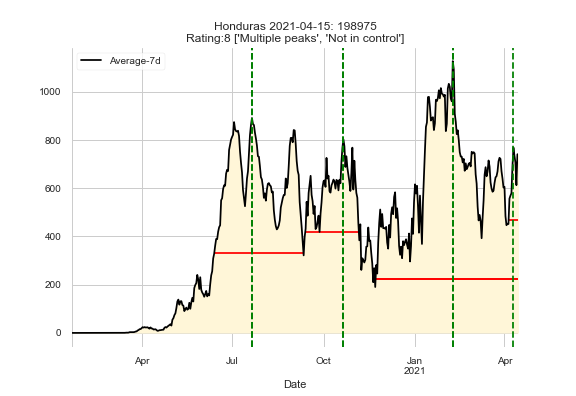 Honduras 2021-04-15: 198975
Rating:8 ['Multiple peaks', 'Not in control']
Average-7d
1000
800
600
400
200
0
Apr Jul Oct Jan Apr
2021
Date